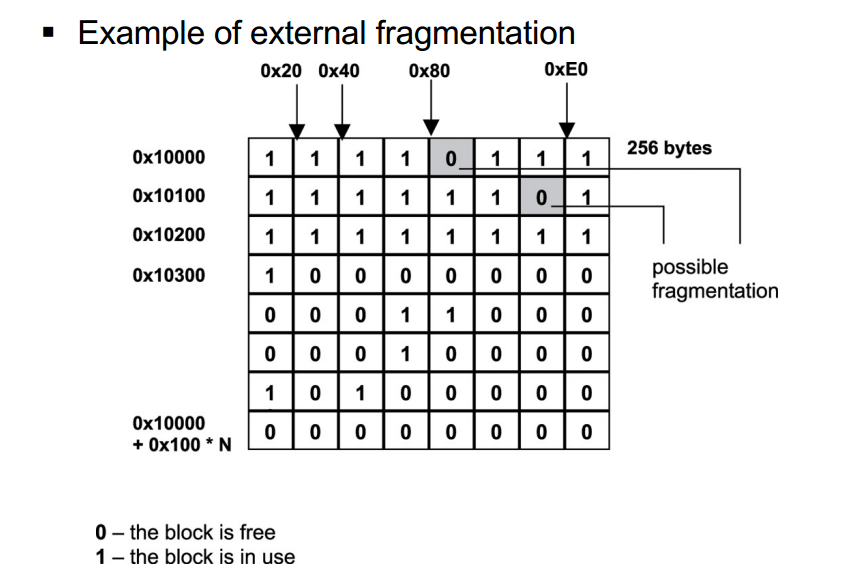 ▪ Example of external fragmentation
0x20 0x40 0x80 0xE0
0x10000 1 1 1 1 0 1 1 1 256 bytes
0x10100 1 1 1 1 1 1 0 1
0x10200 1 1 1 1 1 1 1 1
0x10300 1 0 0 0 0 0 0 0
possible
fragmentation
0 0 0 1 1 0 0 0
0 0 0 1 0 0 0 0
1 0 1 0 0 0 0 0
0x10000
+ 0x100 * N 0 0 0 0 0 0 0 0
0 – the block is free
1 – the block is in use